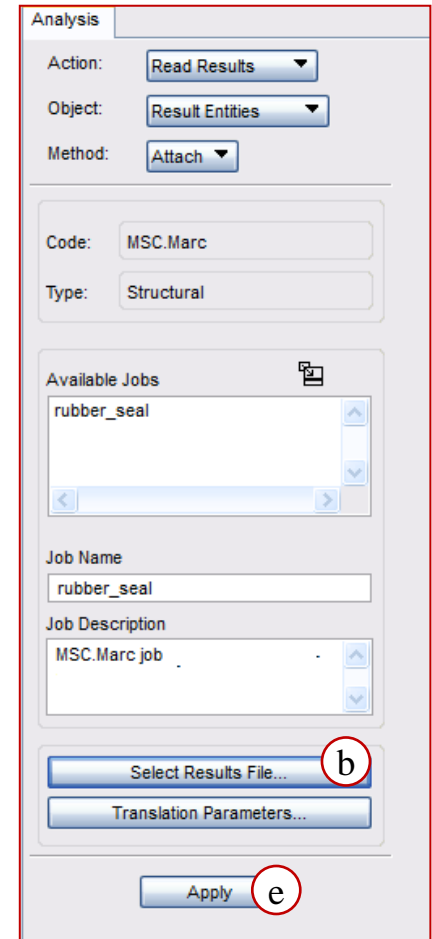 Analysis
Action: Read Results
Object: Result Entities
Method: Attach
Code: MSC.Marc
Type: Structural
Available Jobs
rubber_seal
Job Name
rubber_seal
Job Description
MSC.Marc job
Select Results File... b
Translation Parameters...
Apply e